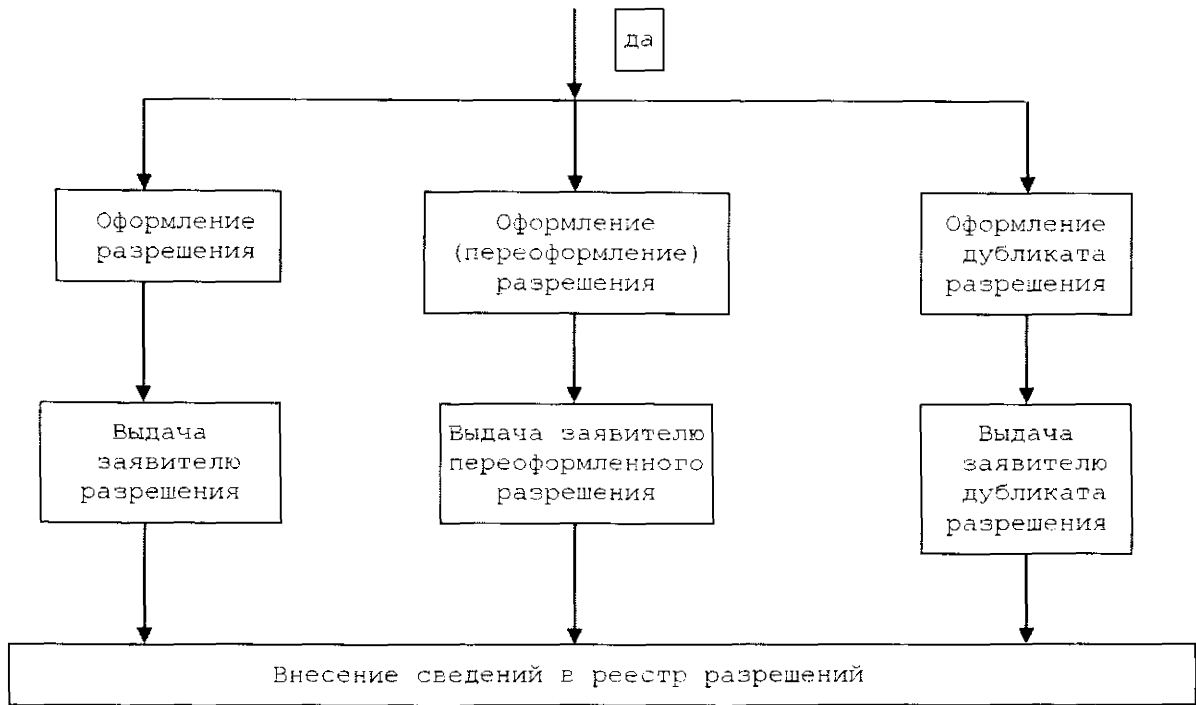 да
Оформление
разрешения
Оформление
(переоформление)
разрешения
Оформление
дубликата
разрешения
Выдача
заявителю
разрешения
Выдача заявителю
переоформленного
разрешения
Выдача
заявителю
дубликата
разрешения
Внесение сведений в реестр разрешений